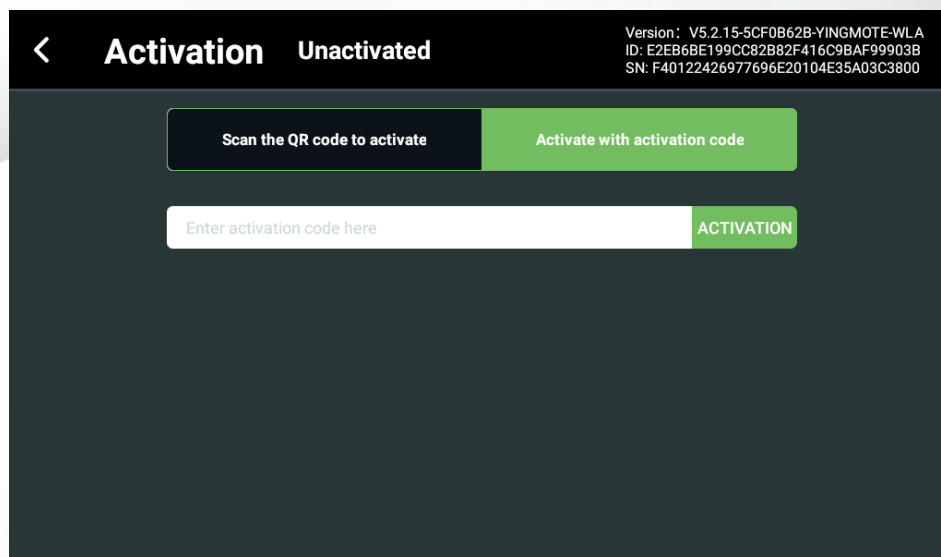 Activation
Unactivated
Version： V5.2.15-5CF0B62B-YINGMOTE-WLA
ID: E2EB6BE199CC82B82F416C9BAF99903B
SN: F40122426977696E20104E35A03C3800
Scan the QR code to activate
Activate with activation code
Enter activation code here
ACTIVATION